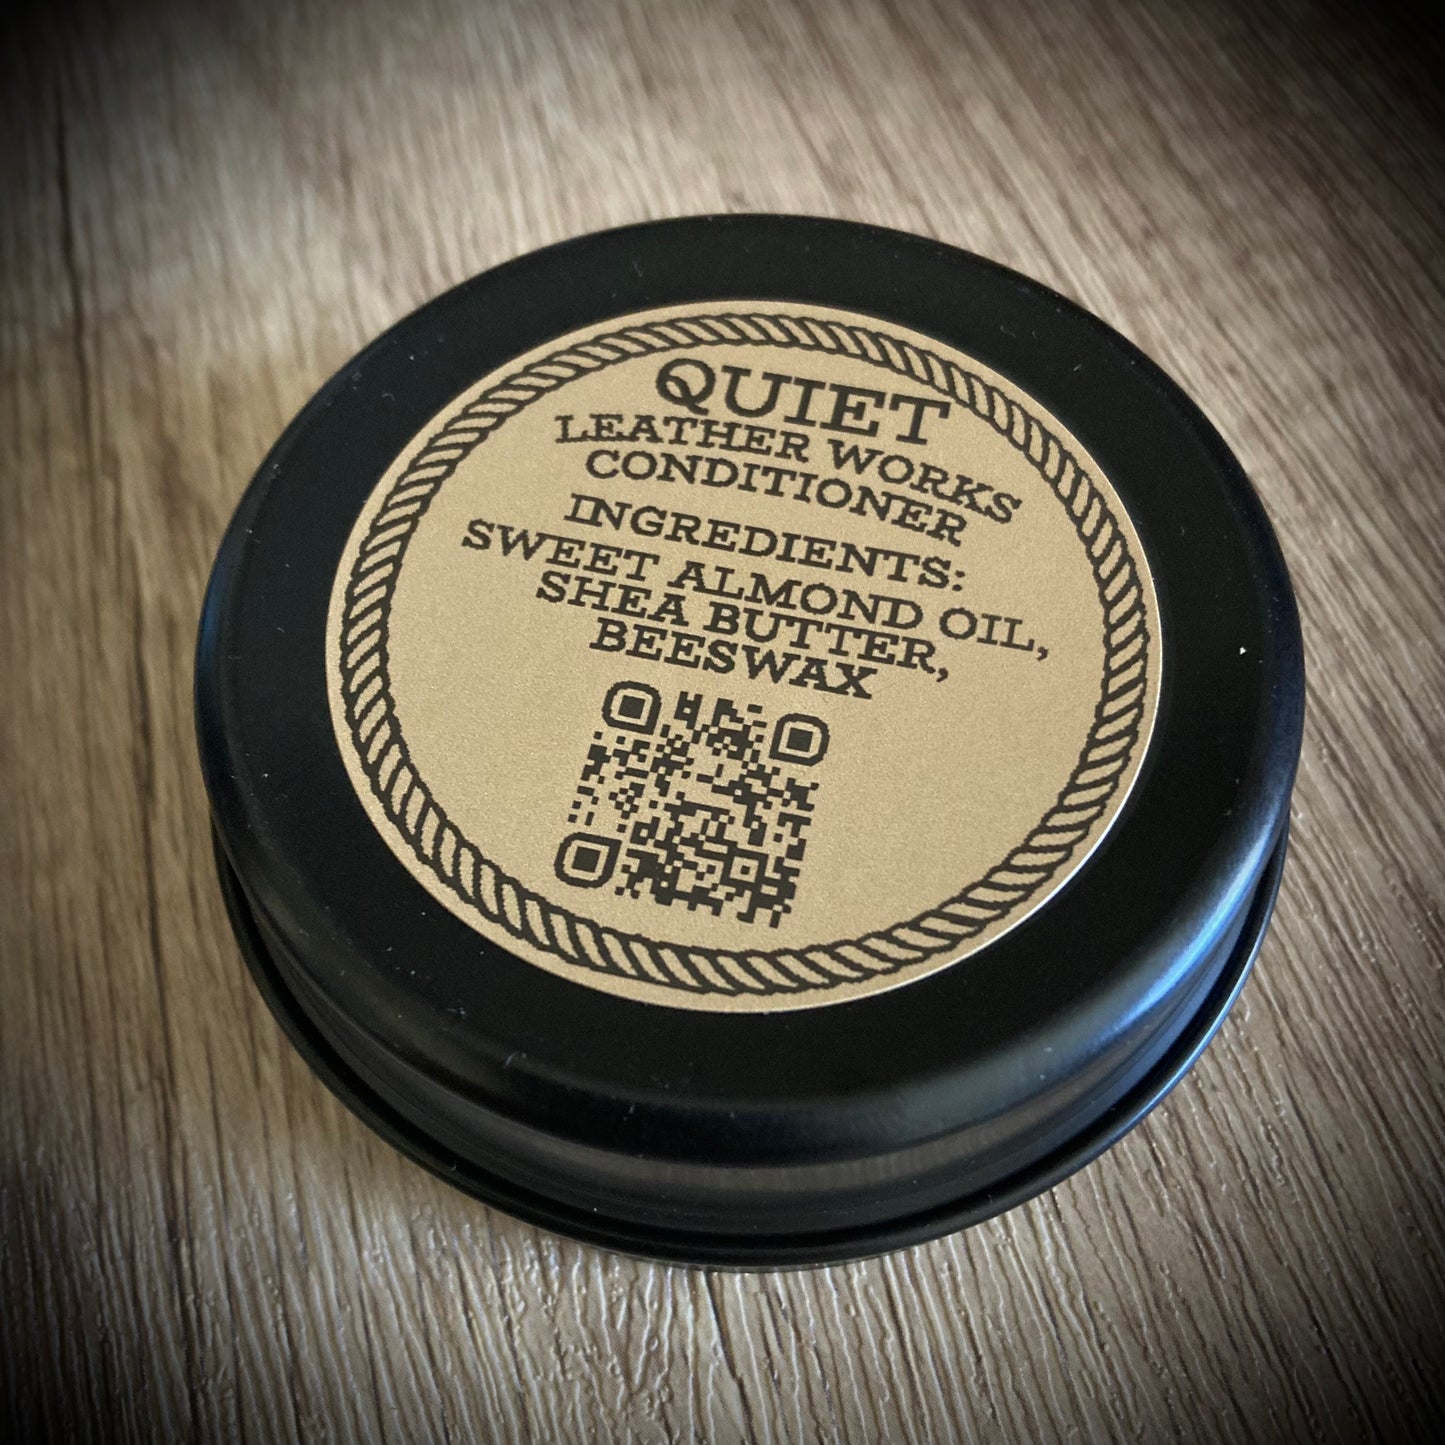 QUIET
LEATHER WORKS
CONDITIONER
INGREDIENTS:
SWEET ALMOND OIL,
SHEA BUTTER,
BEESWAX